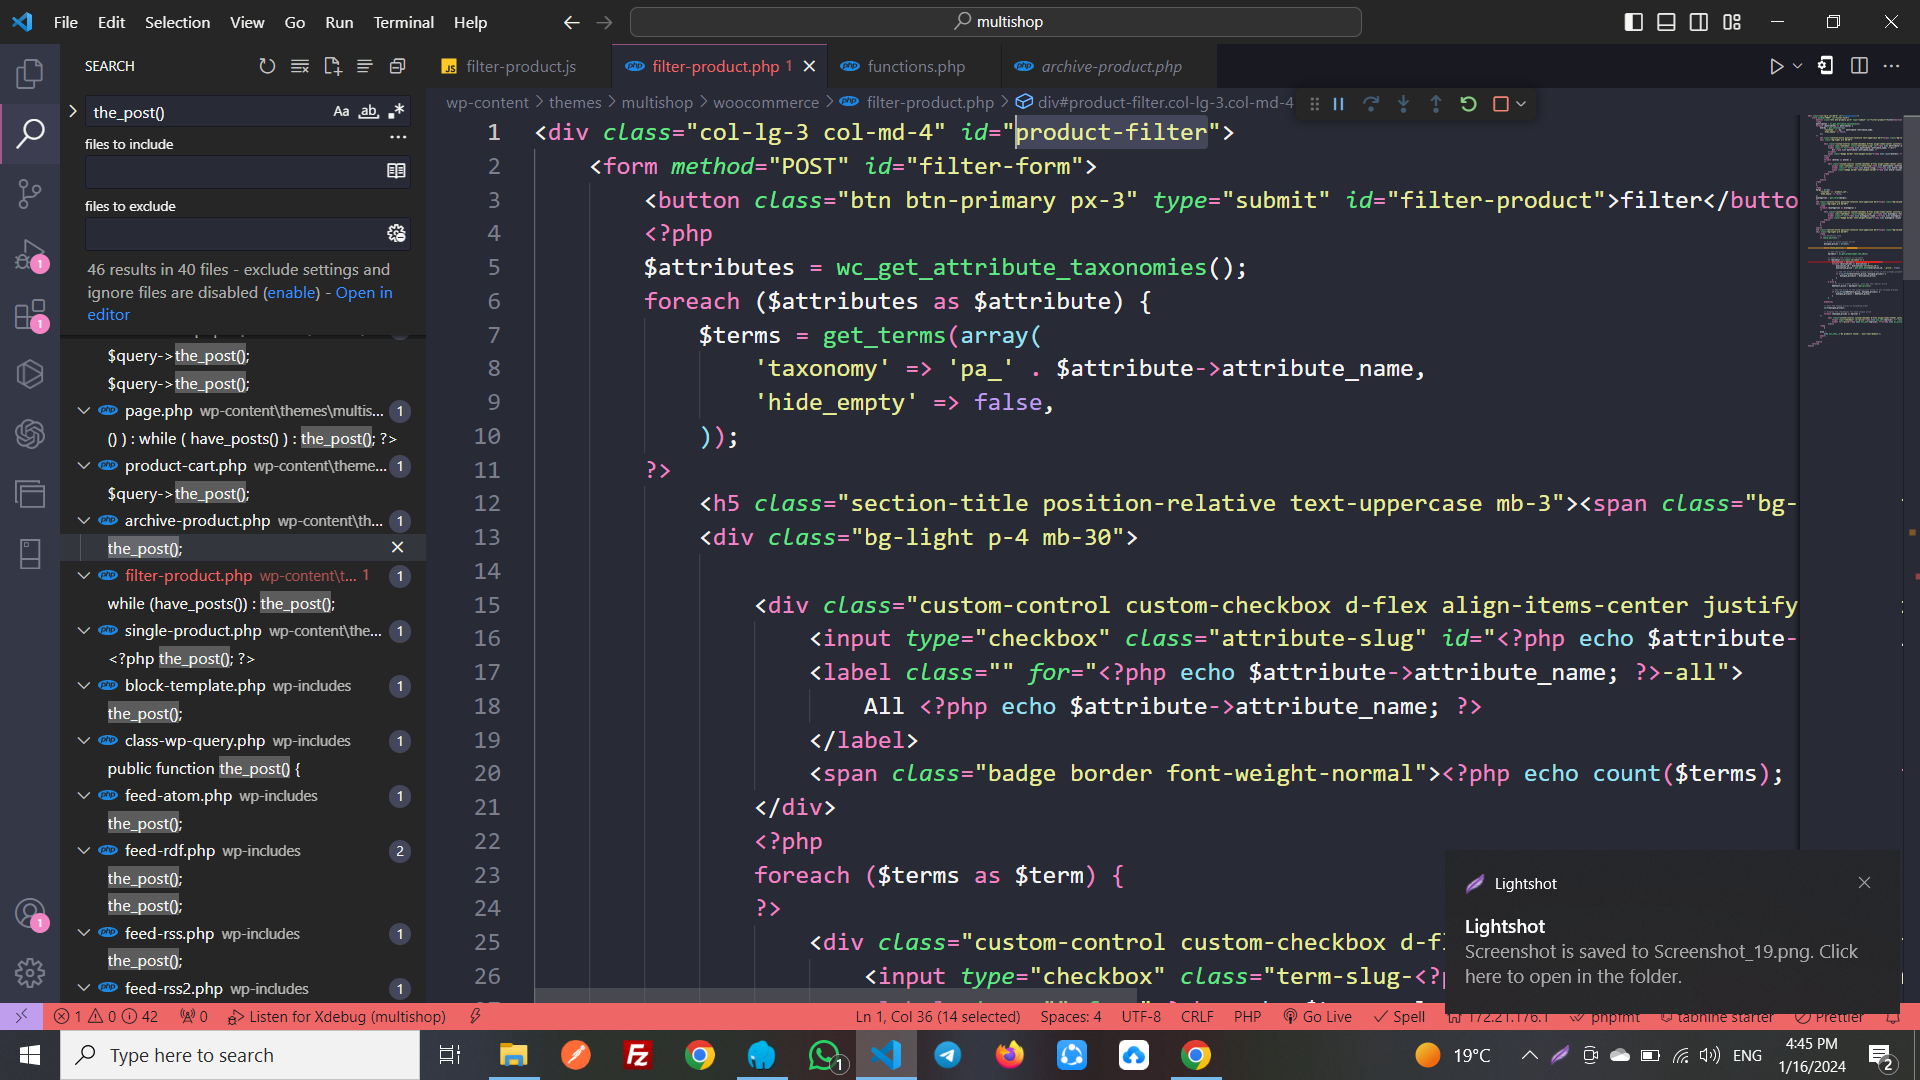 File Edit Selection View Go Run Terminal Help
multishop
SEARCH
the_post()
Aa ab
files to include
files to exclude
46 results in 40 files - exclude settings and
ignore files are disabled (enable) - Open in
editor
$query->the_post();
$query->the_post();
page.php wp-content\themes\multis... 1
() ) : while ( have_posts() ) : the_post(); ?>
product-cart.php wp-content\theme... 1
$query->the_post();
archive-product.php wp-content\th... 1
the_post();
filter-product.php wp-content\t... 1 1
while (have_posts()) : the_post();
single-product.php wp-content\the... 1
<?php the_post(); ?>
block-template.php wp-includes 1
the_post();
class-wp-query.php wp-includes 1
public function the_post() {
feed-atom.php wp-includes 1
the_post();
feed-rdf.php wp-includes 2
the_post();
the_post();
feed-rss.php wp-includes 1
the_post();
feed-rss2.php wp-includes 1
JS filter-product.js
php filter-product.php 1
php functions.php
php archive-product.php
wp-content > themes > multishop > woocommerce > filter-product.php > div#product-filter.col-lg-3.col-md-4
1 <div class="col-lg-3 col-md-4" id="product-filter">
2 <form method="POST" id="filter-form">
3 <button class="btn btn-primary px-3" type="submit" id="filter-product">filter</butto
4 <?php
5 $attributes = wc_get_attribute_taxonomies();
6 foreach ($attributes as $attribute) {
7 $terms = get_terms(array(
8 'taxonomy' => 'pa_' . $attribute->attribute_name,
9 'hide_empty' => false,
10 ));
11 ?>
12 <h5 class="section-title position-relative text-uppercase mb-3"><span class="bg-
13 <div class="bg-light p-4 mb-30">
14
15 <div class="custom-control custom-checkbox d-flex align-items-center justify
16 <input type="checkbox" class="attribute-slug" id="<?php echo $attribute-
17 <label class="" for="<?php echo $attribute->attribute_name; ?>-all">
18 All <?php echo $attribute->attribute_name; ?>
19 </label>
20 <span class="badge border font-weight-normal"><?php echo count($terms);
21 </div>
22 <?php
23 foreach ($terms as $term) {
24 ?>
25 <div class="custom-control custom-checkbox d-fl
26 <input type="checkbox" class="term-slug-<?p
Lightshot
Lightshot
Screenshot is saved to Screenshot_19.png. Click
here to open in the folder.
1 0 42 0 Listen for Xdebug (multishop)
Ln 1, Col 36 (14 selected) Spaces: 4 UTF-8 CRLF PHP Go Live Spell 172.21.176.1 phpfmt tabnine starter Prettier
Type here to search
19°C
ENG
4:45 PM
1/16/2024
2